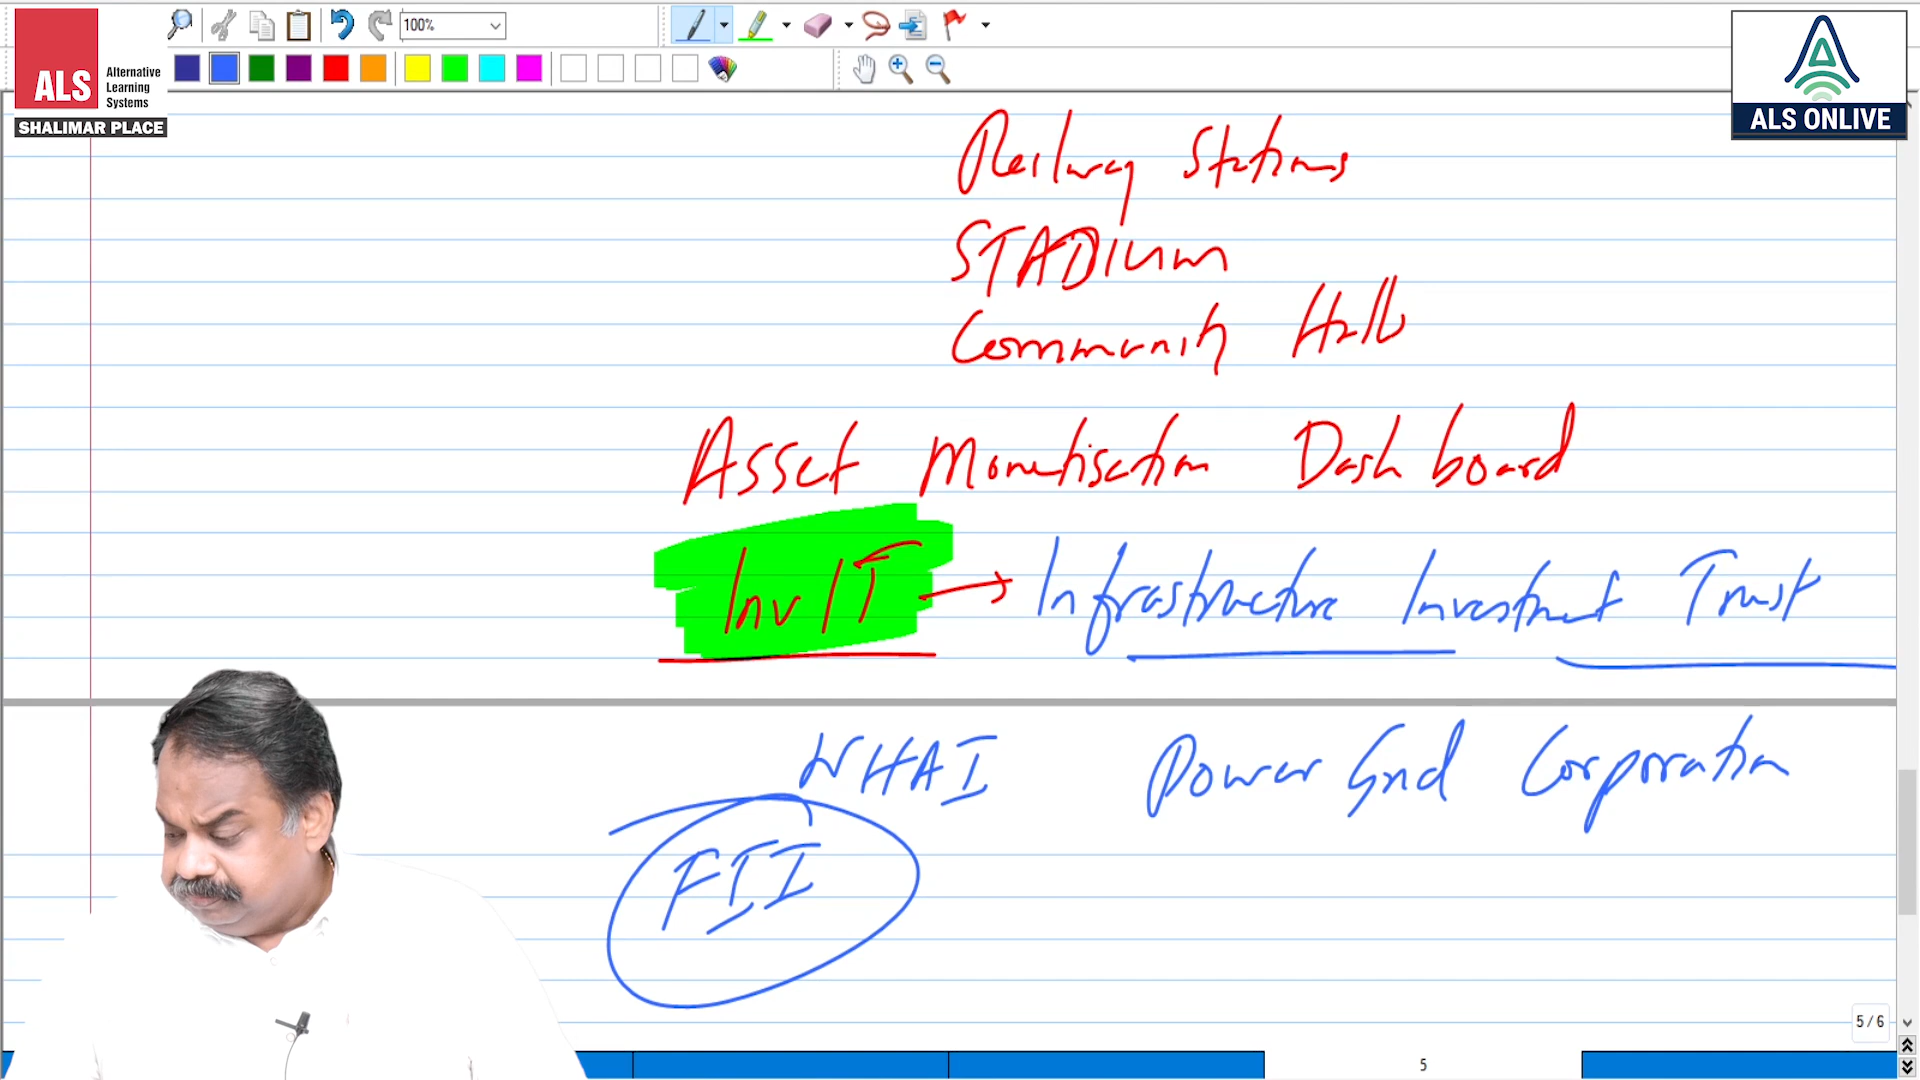 100%
ALS
Alternative
Learning
Systems
SHALIMAR PLACE
ALS ONLIVE
Railway Stations
STADIUM
Community Halls
Asset Monetisation Dashboard
InvIT → Infrastructure Investment Trust
NHAI Power Grid Corporation
FII
5 / 6
5